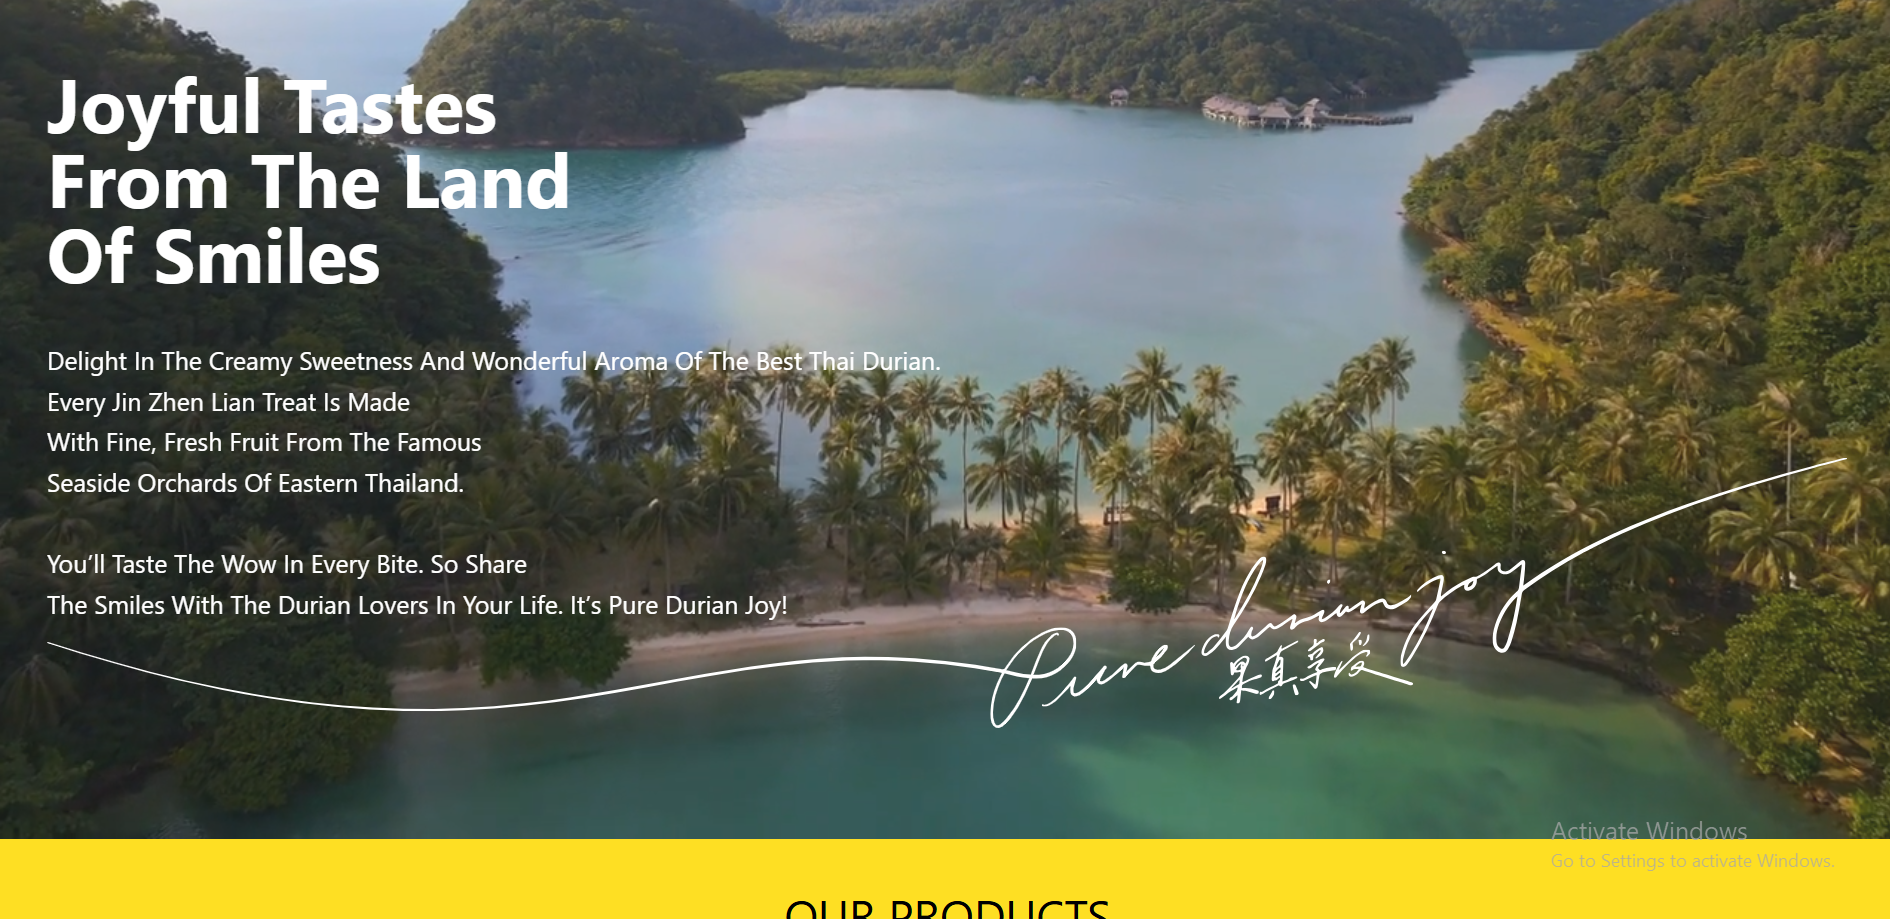 Joyful Tastes
From The Land
Of Smiles
Delight In The Creamy Sweetness And Wonderful Aroma Of The Best Thai Durian.
Every Jin Zhen Lian Treat Is Made
With Fine, Fresh Fruit From The Famous
Seaside Orchards Of Eastern Thailand.
You’ll Taste The Wow In Every Bite. So Share
The Smiles With The Durian Lovers In Your Life. It’s Pure Durian Joy!
Pure durian joy
果真享受
Activate Windows
Go to Settings to activate Windows.
OUR PRODUCTS